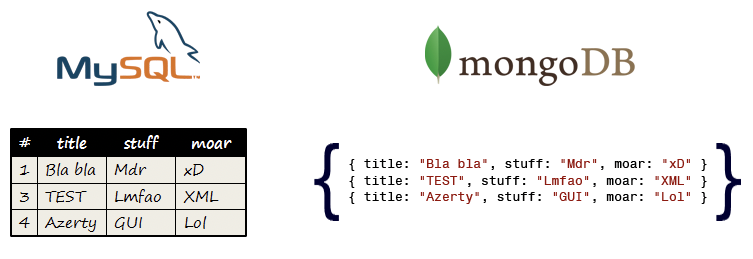 MySQL™
mongoDB
# title stuff moar
1 Bla bla Mdr xD
3 TEST Lmfao XML
4 Azerty GUI Lol
{
{ title: "Bla bla", stuff: "Mdr", moar: "xD" }
{ title: "TEST", stuff: "Lmfao", moar: "XML" }
{ title: "Azerty", stuff: "GUI", moar: "Lol" }
}